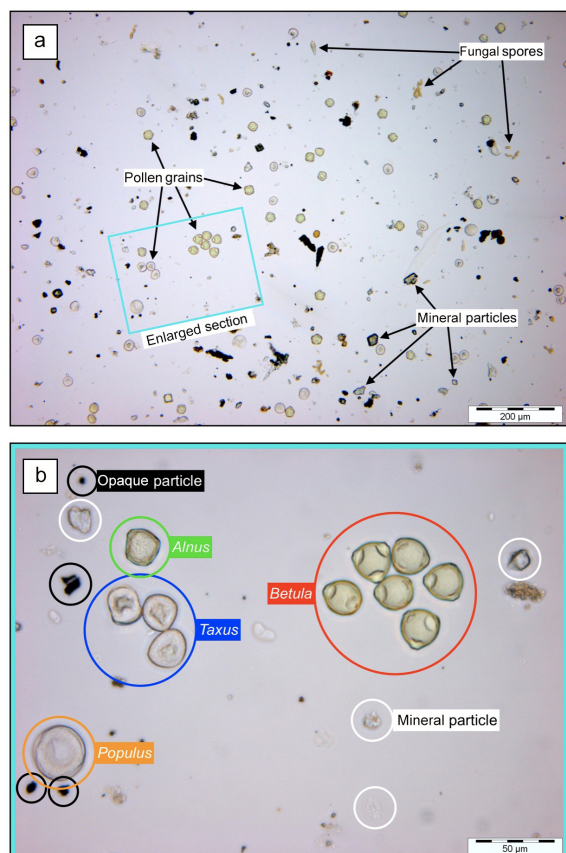 a
Fungal spores
Pollen grains
Enlarged section
Mineral particles
200 µm
b
Opaque particle
Alnus
Betula
Taxus
Mineral particle
Populus
50 µm